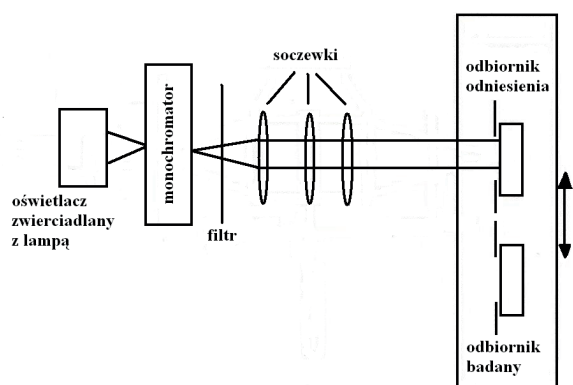 soczewki
odbiornik
odniesienia
monochromator
oświetlacz
zwierciadlany
z lampą
filtr
odbiornik
badany